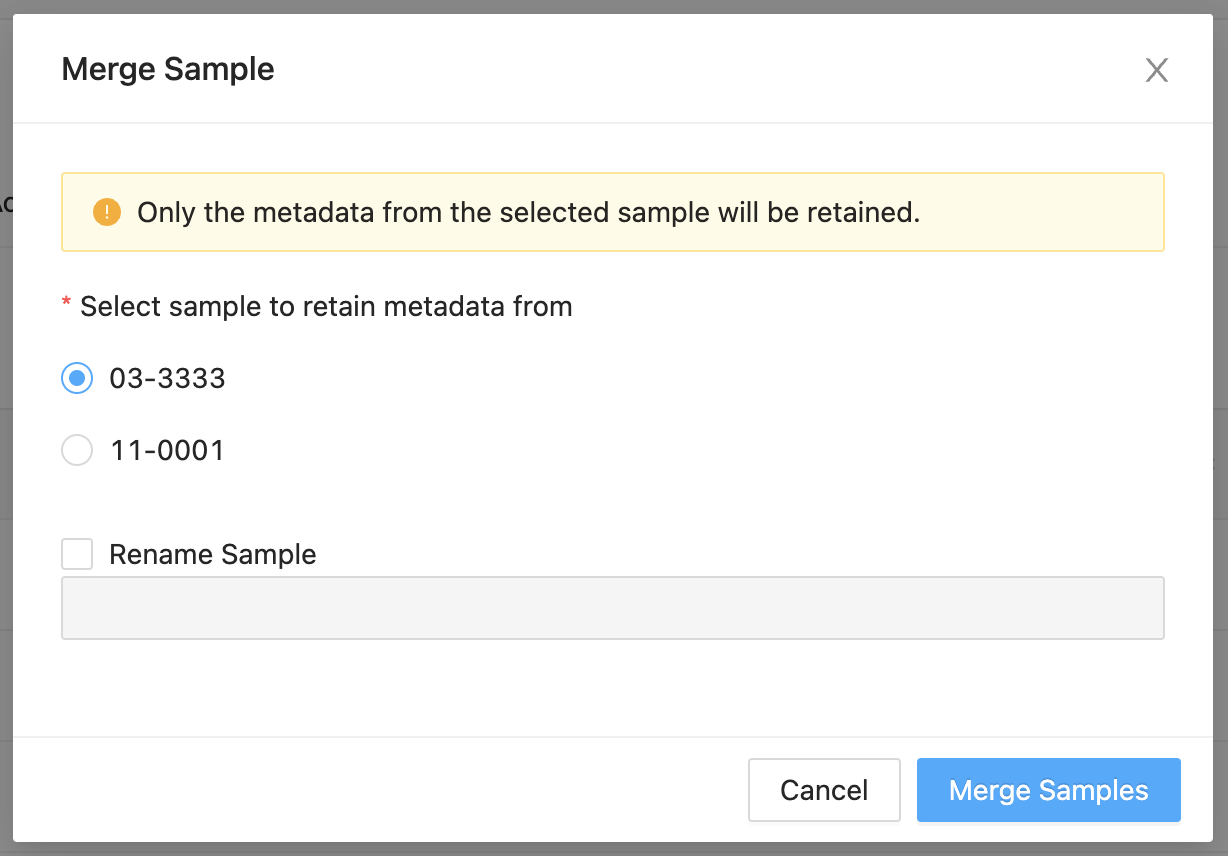 Merge Sample
Only the metadata from the selected sample will be retained.
* Select sample to retain metadata from
03-3333
11-0001
Rename Sample
Cancel
Merge Samples